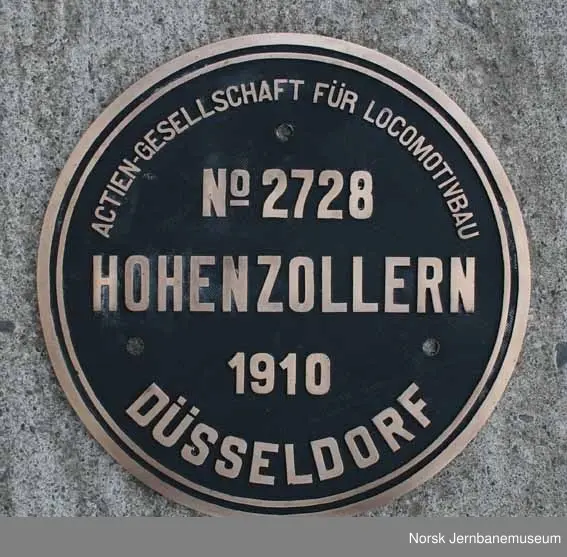 ACTIEN-GESELLSCHAFT FÜR LOCOMOTIVBAU
No 2728
HOHENZOLLERN
1910
DÜSSELDORF
Norsk Jernbanemuseum